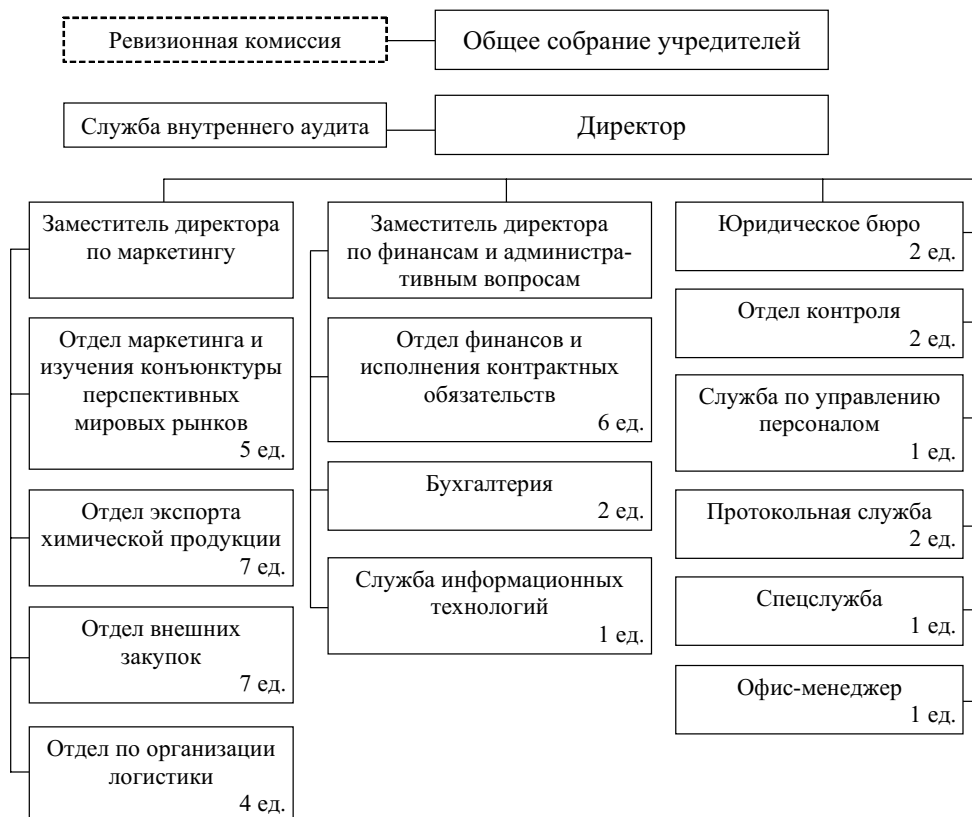 Ревизионная комиссия
Общее собрание учредителей
Служба внутреннего аудита
Директор
Заместитель директора
по маркетингу
Отдел маркетинга и
изучения конъюнктуры
перспективных
мировых рынков
5 ед.
Отдел экспорта
химической продукции
7 ед.
Отдел внешних
закупок
7 ед.
Отдел по организации
логистики
4 ед.
Заместитель директора
по финансам и администра-
тивным вопросам
Отдел финансов и
исполнения контрактных
обязательств
6 ед.
Бухгалтерия
2 ед.
Служба информационных
технологий
1 ед.
Юридическое бюро
2 ед.
Отдел контроля
2 ед.
Служба по управлению
персоналом
1 ед.
Протокольная служба
2 ед.
Спецслужба
1 ед.
Офис-менеджер
1 ед.